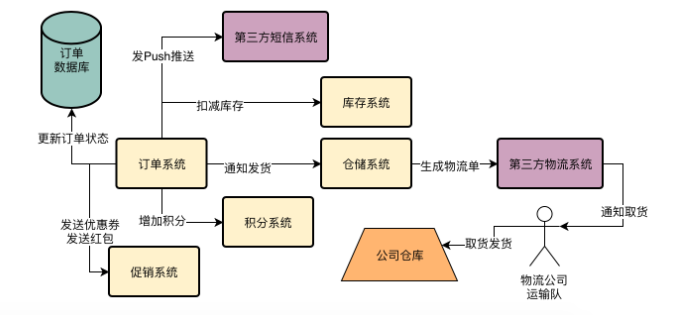 订单
数据库
第三方短信系统
发Push推送
扣减库存
库存系统
更新订单状态
订单系统
通知发货
仓储系统
生成物流单
第三方物流系统
发送优惠券
发送红包
增加积分
积分系统
通知取货
促销系统
公司仓库
取货发货
物流公司
运输队